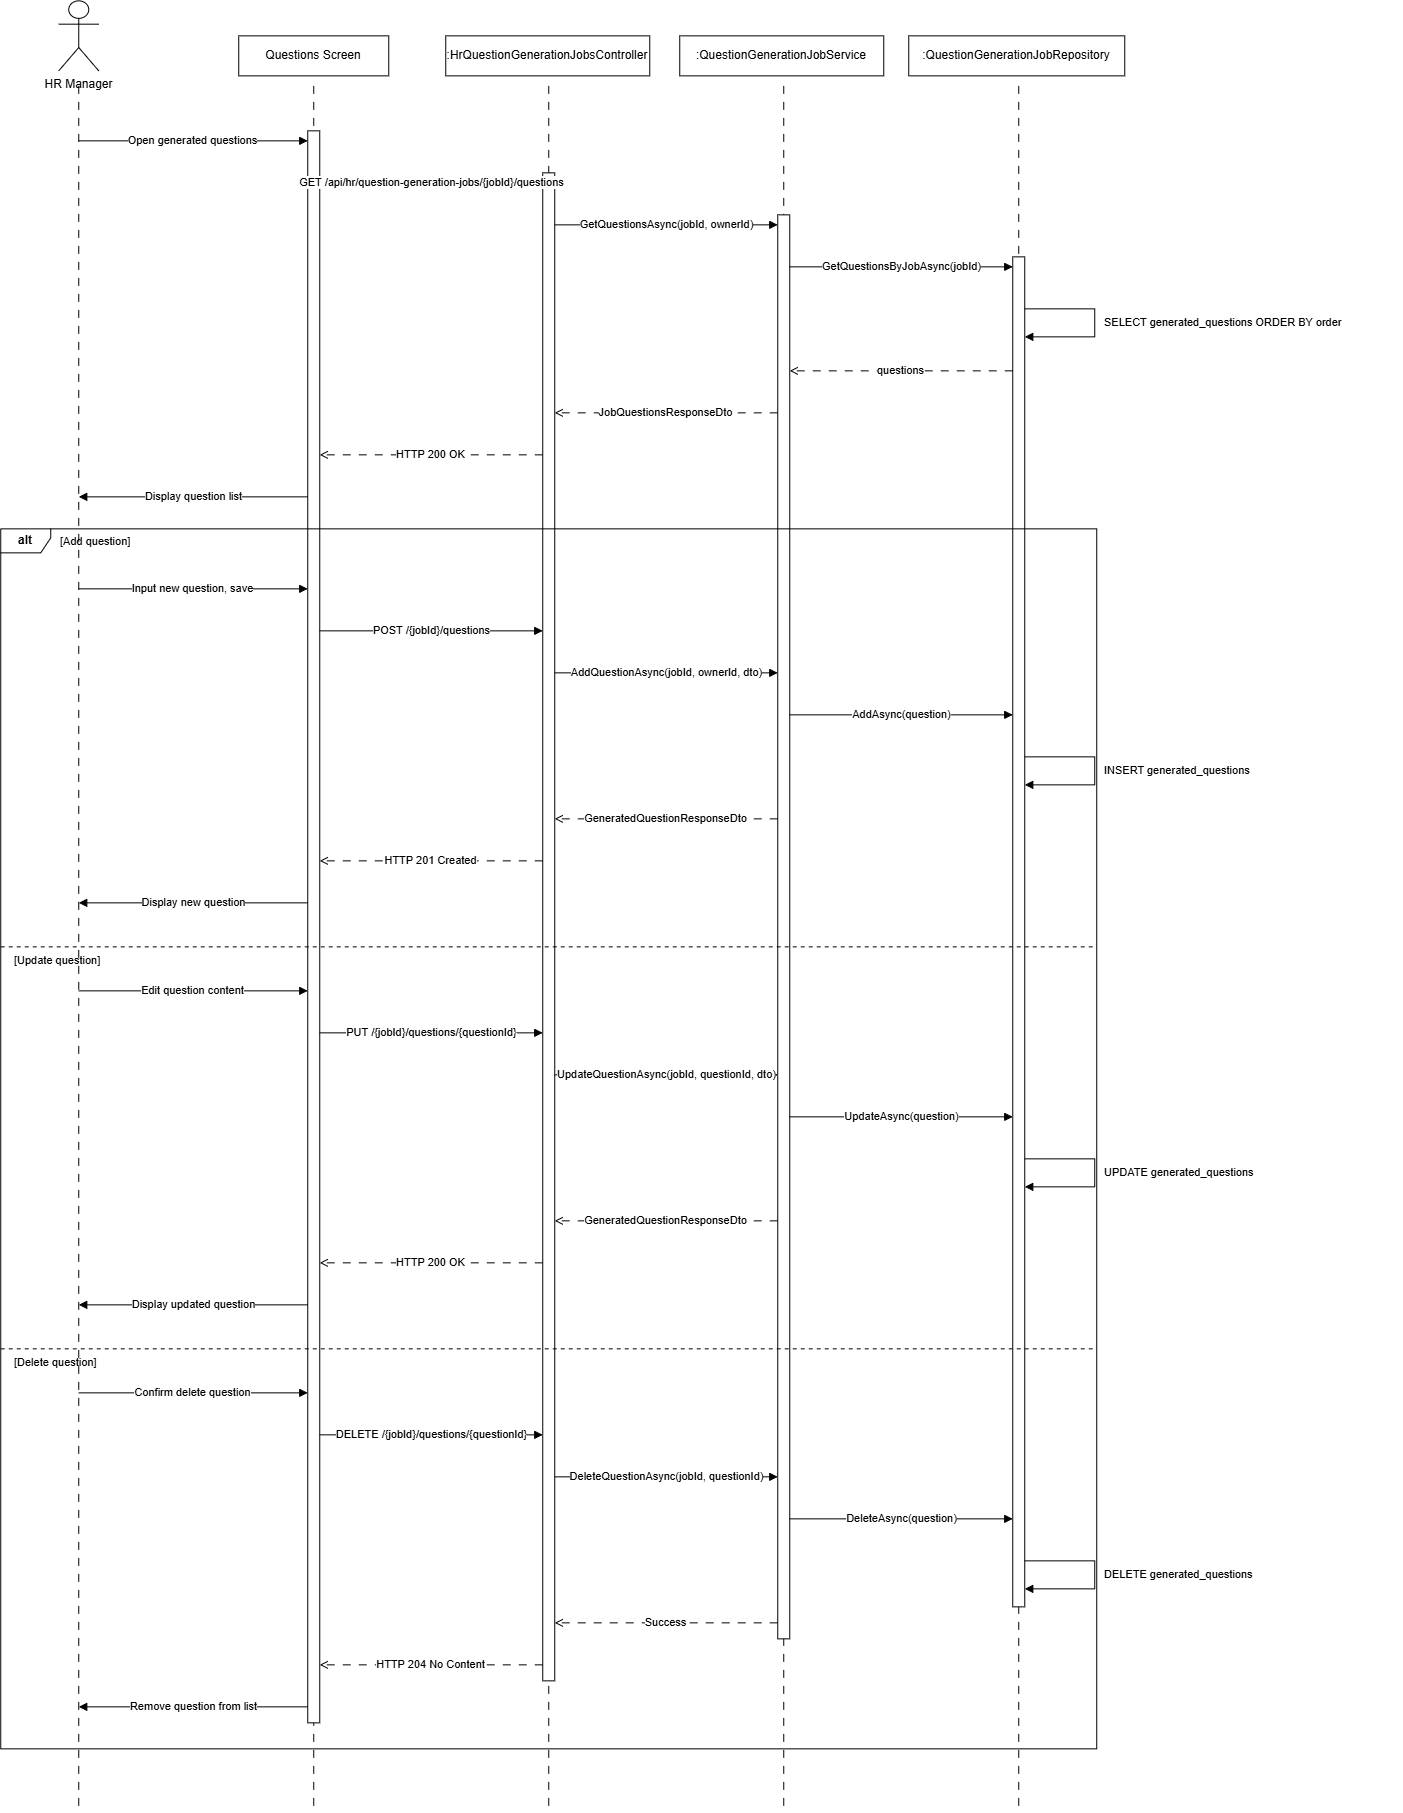 HR Manager
Questions Screen
:HrQuestionGenerationJobsController
:QuestionGenerationJobService
:QuestionGenerationJobRepository
Open generated questions
GET /api/hr/question-generation-jobs/{jobId}/questions
GetQuestionsAsync(jobId, ownerId)
GetQuestionsByJobAsync(jobId)
SELECT generated_questions ORDER BY order
questions
JobQuestionsResponseDto
HTTP 200 OK
Display question list
alt
[Add question]
Input new question, save
POST /{jobId}/questions
AddQuestionAsync(jobId, ownerId, dto)
AddAsync(question)
INSERT generated_questions
GeneratedQuestionResponseDto
HTTP 201 Created
Display new question
[Update question]
Edit question content
PUT /{jobId}/questions/{questionId}
UpdateQuestionAsync(jobId, questionId, dto)
UpdateAsync(question)
UPDATE generated_questions
GeneratedQuestionResponseDto
HTTP 200 OK
Display updated question
[Delete question]
Confirm delete question
DELETE /{jobId}/questions/{questionId}
DeleteQuestionAsync(jobId, questionId)
DeleteAsync(question)
DELETE generated_questions
Success
HTTP 204 No Content
Remove question from list